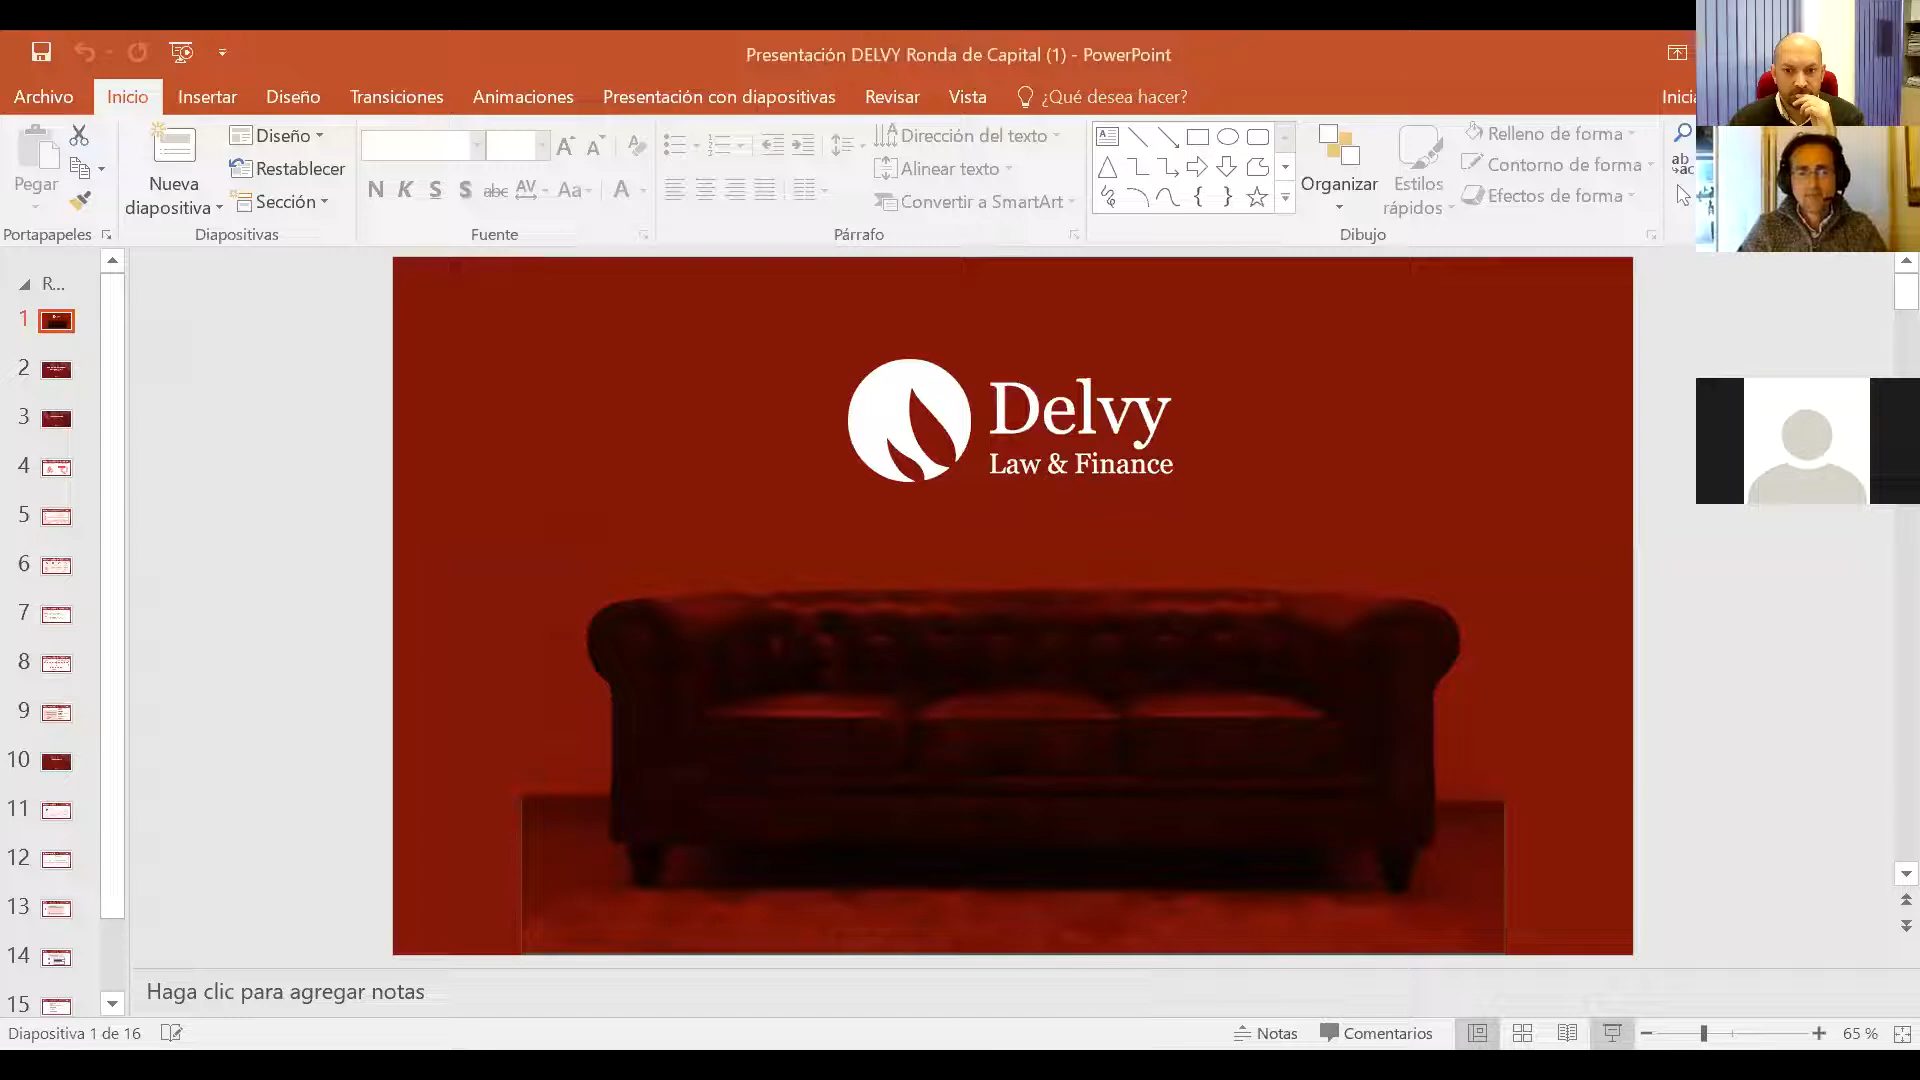 Presentación DELVY Ronda de Capital (1) - PowerPoint
Archivo Inicio Insertar Diseño Transiciones Animaciones Presentación con diapositivas Revisar Vista ¿Qué desea hacer?
Pegar
Nueva diapositiva
Diseño
Restablecer
Sección
N K S S abc AV Aa A
Dirección del texto
Alinear texto
Convertir a SmartArt
Organizar
Estilos rápidos
Relleno de forma
Contorno de forma
Efectos de forma
Portapapeles Diapositivas Fuente Párrafo Dibujo
R...
1
2
3
4
5
6
7
8
9
10
11
12
13
14
15
Delvy
Law & Finance
Haga clic para agregar notas
Diapositiva 1 de 16 Notas Comentarios 65 %